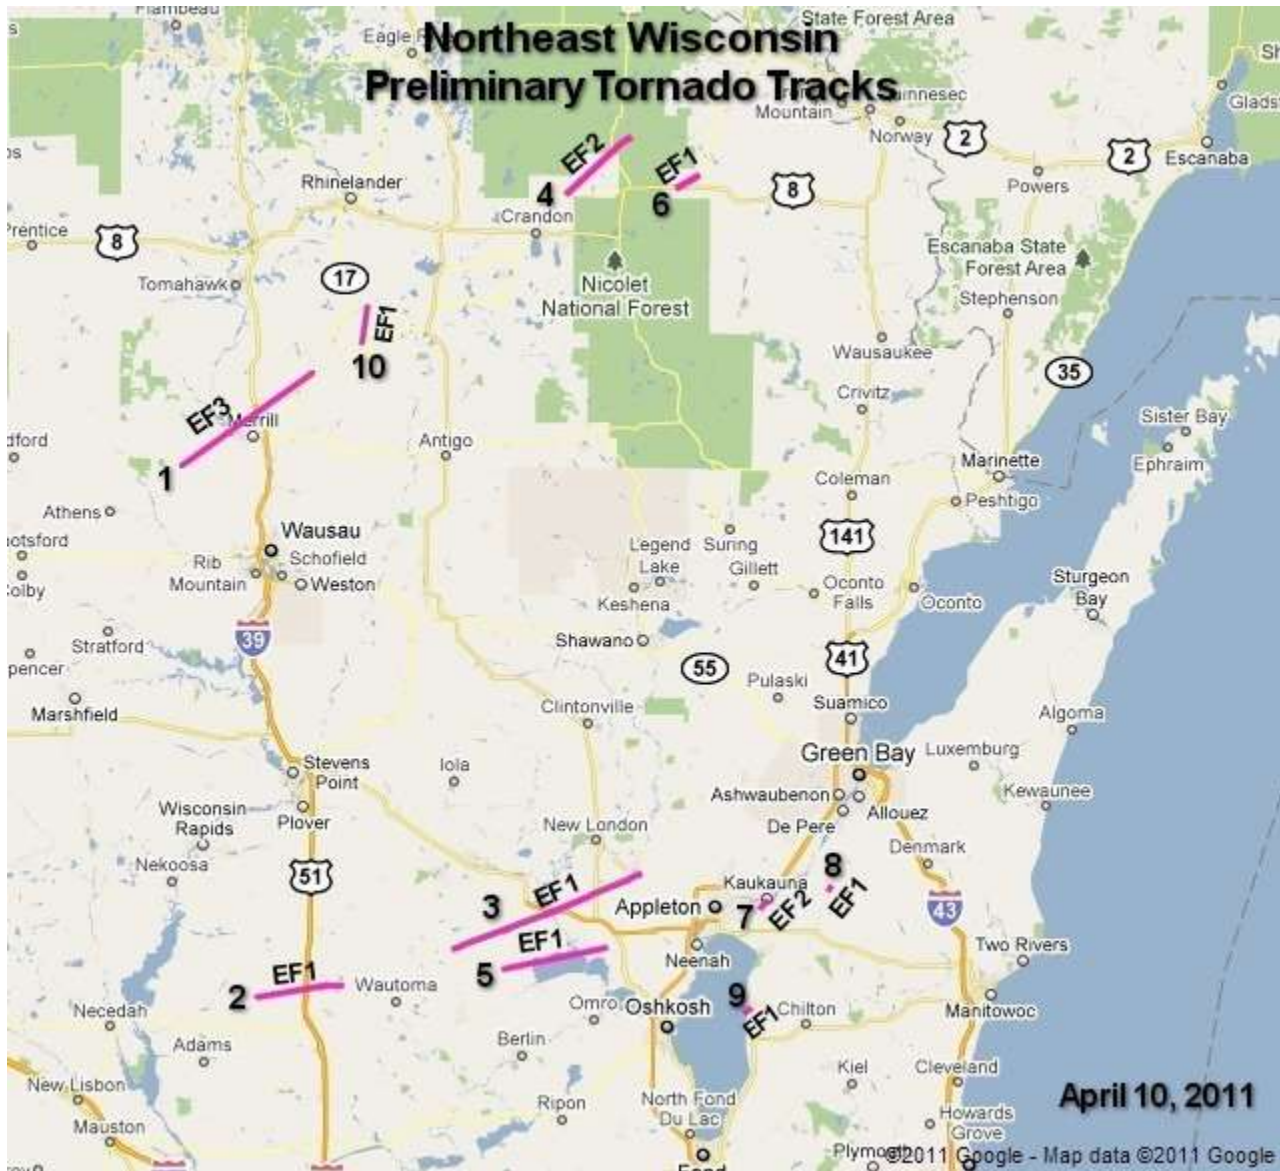 Flambeau
State Forest Area
Northeast Wisconsin
Preliminary Tornado Tracks
Mountain
Norway
2
2
Escanaba
Powers
EF2
EF1
4
6
8
Rhinelander
Crandon
8
Tomahawk
17
Nicolet
National Forest
Escanaba State
Forest Area
Stephenson
EF1
10
Wausaukee
35
Crivitz
EF3
Merrill
1
Antigo
Sister Bay
Ephraim
Marinette
Coleman
Peshtigo
Athens
Wausau
141
Legend
Lake
Suring
Gillett
Rib
Mountain
Schofield
Weston
Keshena
Oconto
Falls
Oconto
Sturgeon
Bay
39
Stratford
Shawano
55
41
Pulaski
Suamico
Marshfield
Clintonville
Algoma
Green Bay
Luxemburg
Stevens
Point
Iola
Ashwaubenon
Allouez
Kewaunee
Wisconsin
Rapids
Plover
New London
De Pere
Denmark
Nekoosa
51
3
EF1
Appleton
Kaukauna
7
EF2
8
EF1
43
5
EF1
Neenah
Two Rivers
2
EF1
Wautoma
9
EF1
Chilton
Manitowoc
Necedah
Omro
Oshkosh
Adams
Berlin
Kiel
Cleveland
New Lisbon
Mauston
Ripon
North Fond
Du Lac
April 10, 2011
Howards
Grove
Plymouth
Fond
©2011 Google - Map data ©2011 Google